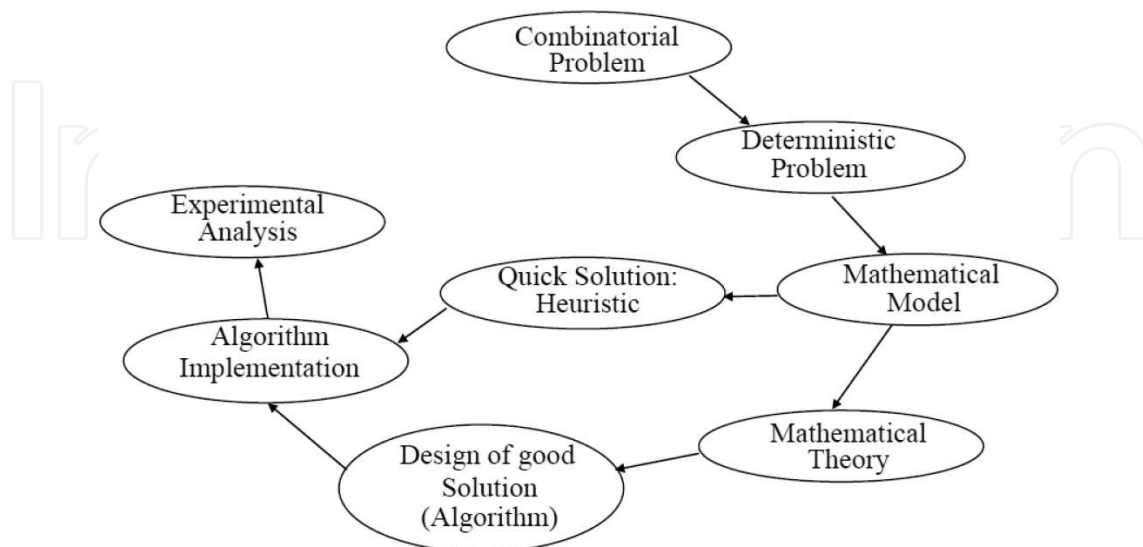 Combinatorial
Problem
Deterministic
Problem
Experimental
Analysis
Quick Solution:
Heuristic
Mathematical
Model
Algorithm
Implementation
Mathematical
Theory
Design of good
Solution
(Algorithm)